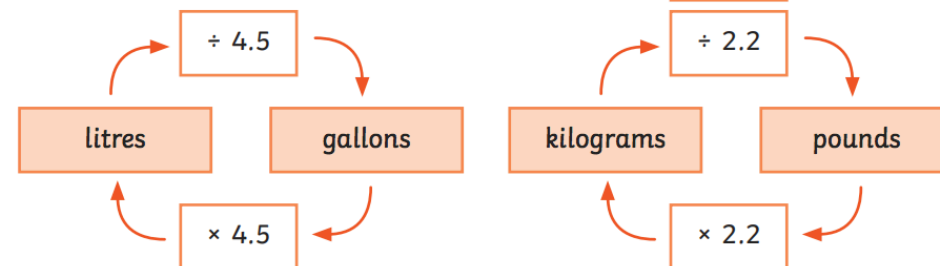 ÷ 4.5
÷ 2.2
litres
gallons
kilograms
pounds
× 4.5
× 2.2